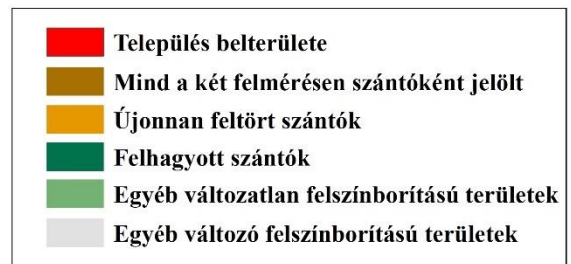 Település belterülete
Mind a két felmérésen szántóként jelölt
Újonnan feltört szántók
Felhagyott szántók
Egyéb változatlan felszínborítású területek
Egyéb változó felszínborítású területek